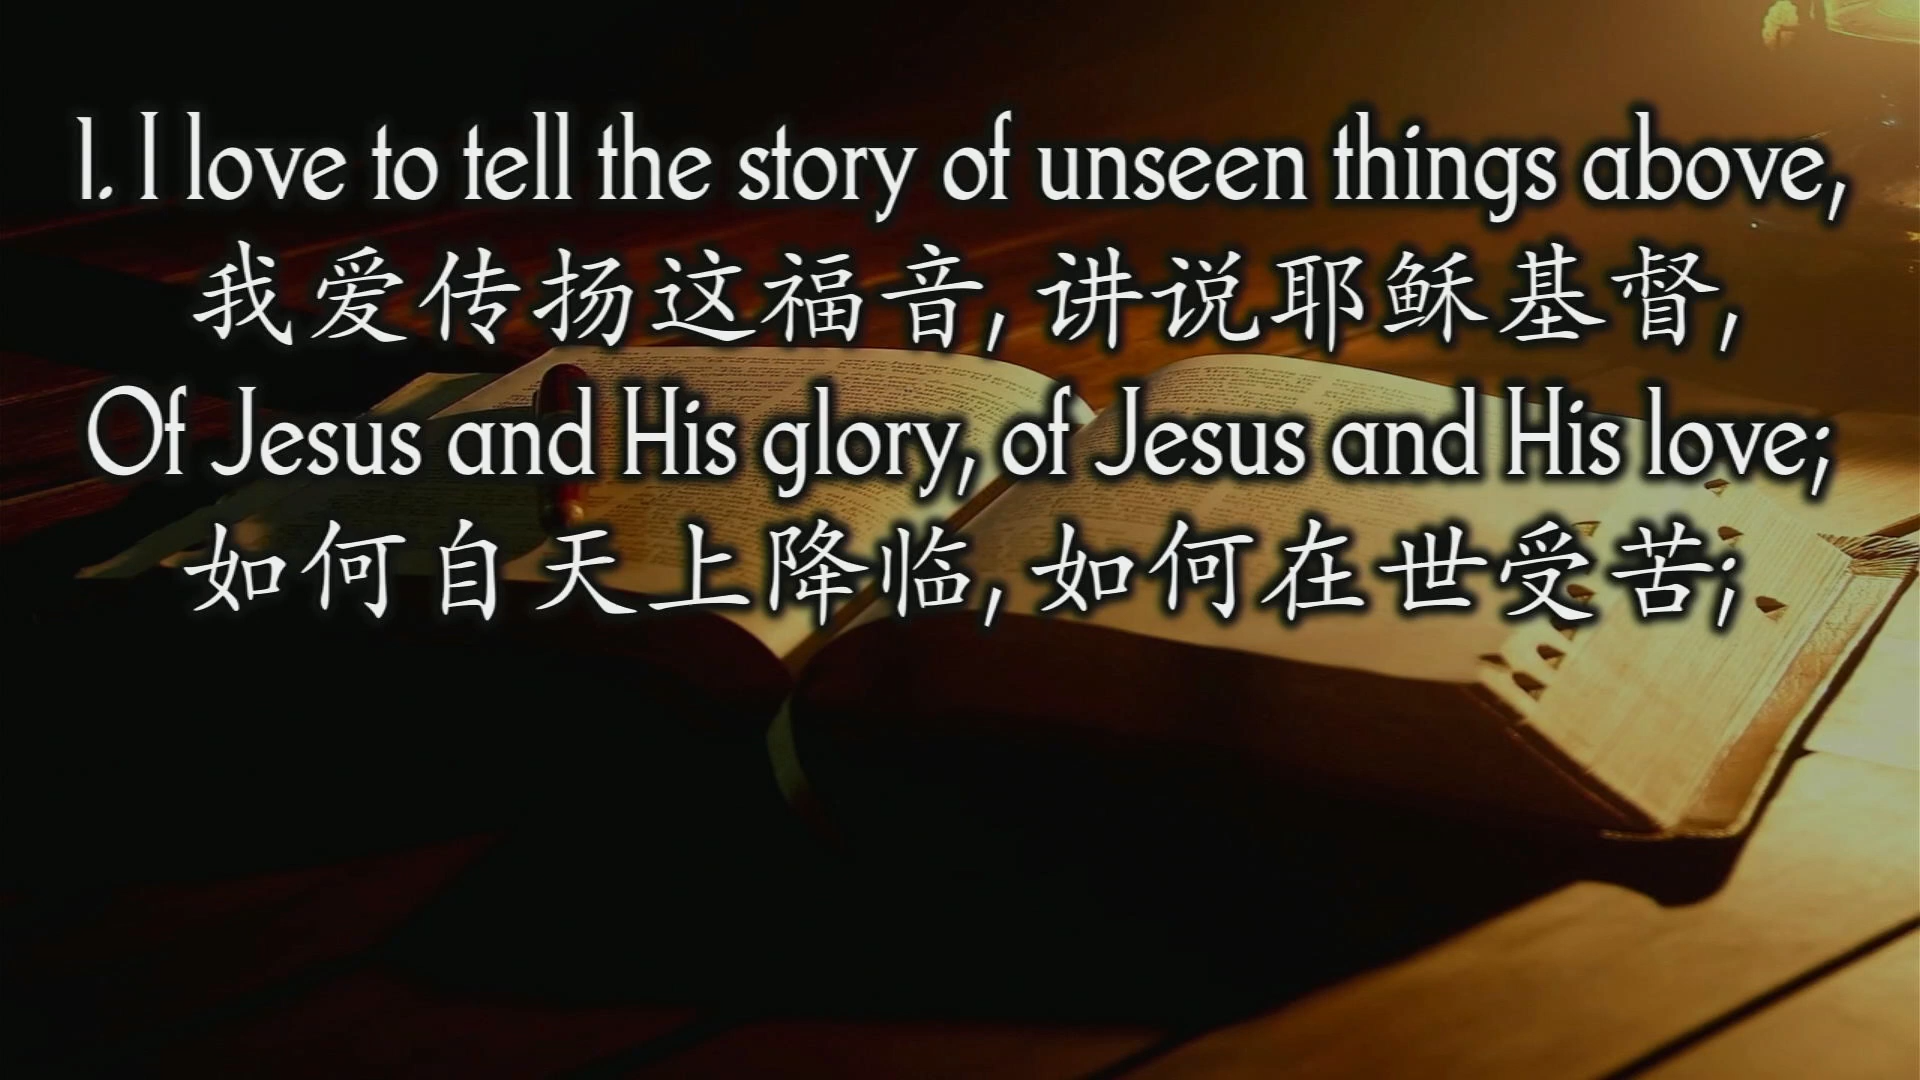 1. I love to tell the story of unseen things above,
我爱传扬这福音, 讲说耶稣基督,
Of Jesus and His glory, of Jesus and His love;
如何自天上降临, 如何在世受苦;